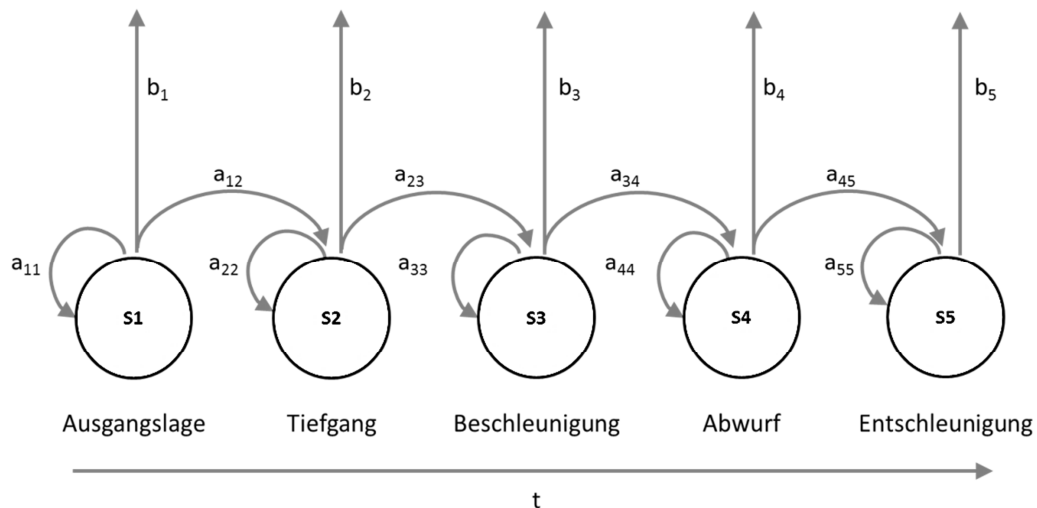 b₁ b₂ b₃ b₄ b₅
a₁₂ a₂₃ a₃₄ a₄₅
a₁₁ a₂₂ a₃₃ a₄₄ a₅₅
S1 S2 S3 S4 S5
Ausgangslage Tiefgang Beschleunigung Abwurf Entschleunigung
t